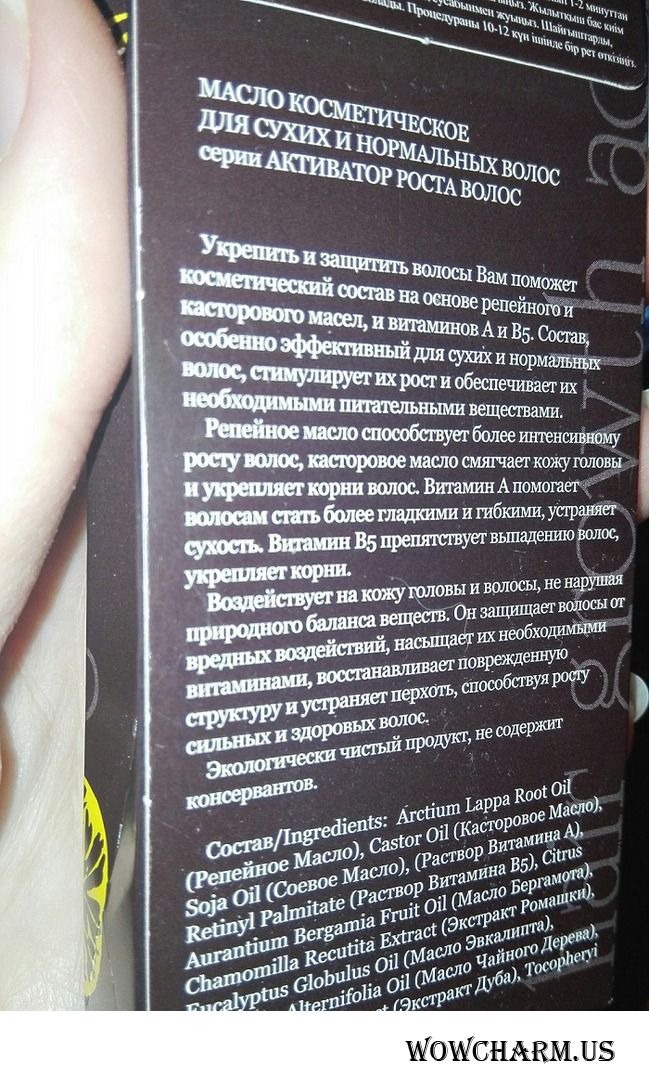 1-2 минуттан
жуыңыз. Жылытқыш бас киім
Шайғыштарды,
Процедураны 10-12 күн ішінде бір рет өткізіңіз.
МАСЛО КОСМЕТИЧЕСКОЕ
ДЛЯ СУХИХ И НОРМАЛЬНЫХ ВОЛОС
серии АКТИВАТОР РОСТА ВОЛОС
Укрепить и защитить волосы Вам поможет
косметический состав на основе репейного и
касторового масел, и витаминов А и В5. Состав,
особенно эффективный для сухих и нормальных
волос, стимулирует их рост и обеспечивает их
необходимыми питательными веществами.
Репейное масло способствует более интенсивному
росту волос, касторовое масло смягчает кожу головы
и укрепляет корни волос. Витамин А помогает
волосам стать более гладкими и гибкими, устраняет
сухость. Витамин В5 препятствует выпадению волос,
укрепляет корни.
Воздействует на кожу головы и волосы, не нарушая
природного баланса веществ. Он защищает волосы от
вредных воздействий, насыщает их необходимыми
витаминами, восстанавливает поврежденную
структуру и устраняет перхоть, способствуя росту
сильных и здоровых волос.
Экологически чистый продукт, не содержит
консервантов.
Состав/Ingredients: Arctium Lappa Root Oil
(Репейное Масло), Castor Oil (Касторовое Масло),
Soja Oil (Соевое Масло), (Раствор Витамина А),
Retinyl Palmitate (Раствор Витамина В5), Citrus
Aurantium Bergamia Fruit Oil (Масло Бергамота),
Chamomilla Recutita Extract (Экстракт Ромашки),
Eucalyptus Globulus Oil (Масло Эвкалипта),
Alternifolia Oil (Масло Чайного Дерева),
(Экстракт Дуба), Tocopheryl
hair growth ac
WOWCHARM.US